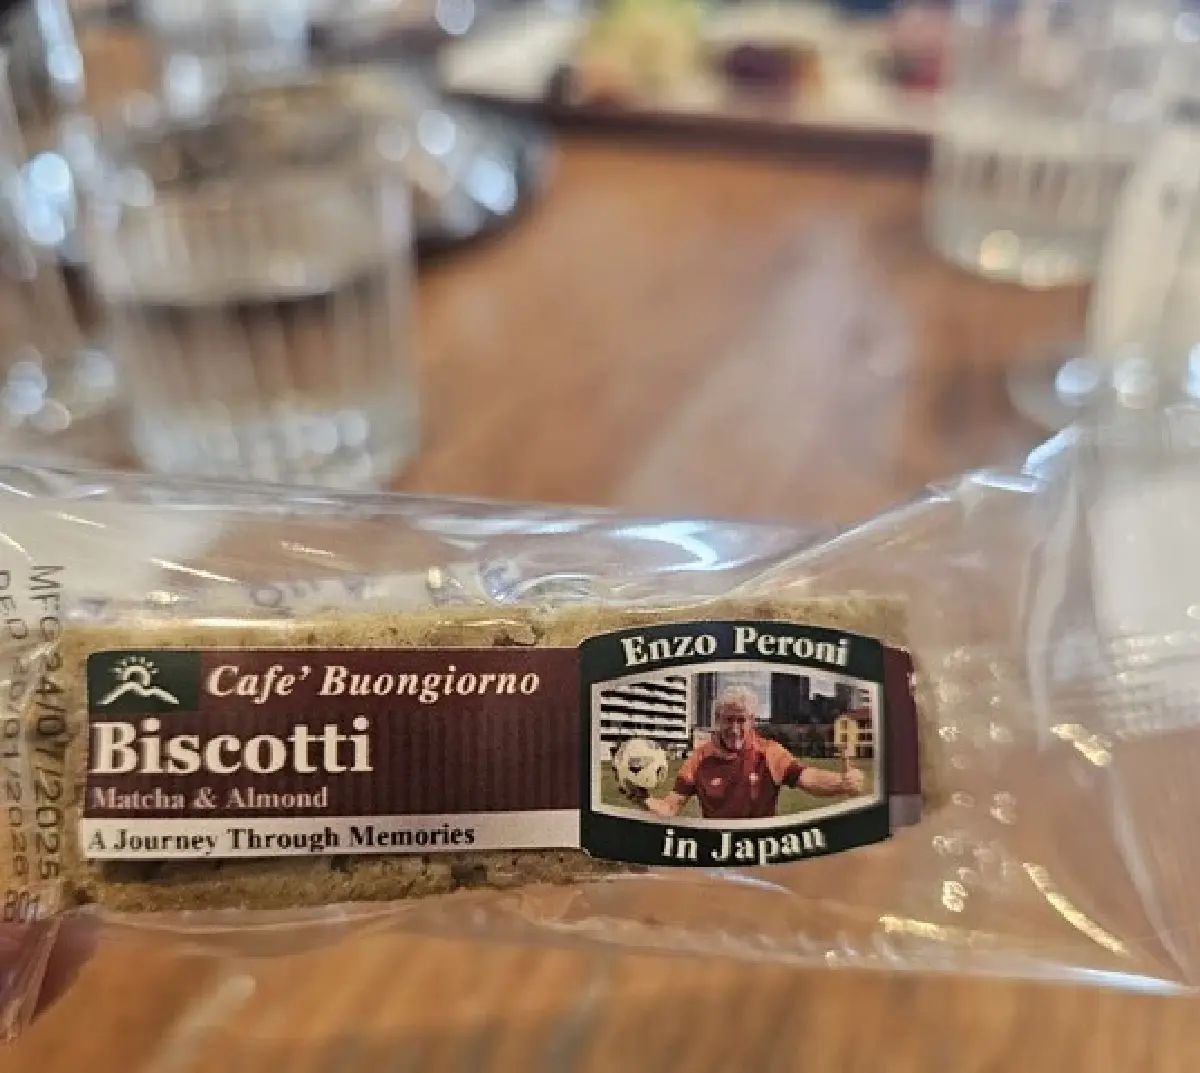 Cafe' Buongiorno
Biscotti
Matcha & Almond
A Journey Through Memories
Enzo Peroni
in Japan
MFG 24/07/2025